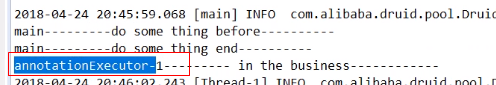 2018-04-24 20:45:59.068 [main] INFO  com.alibaba.druid.pool.Druid
main---------do some thing before----------
main---------do some thing end----------
annotationExecutor-1--------- in the business------------
2018-04-24 20:46:02.243 [Thread-1] INFO  com.alibaba.druid.pool